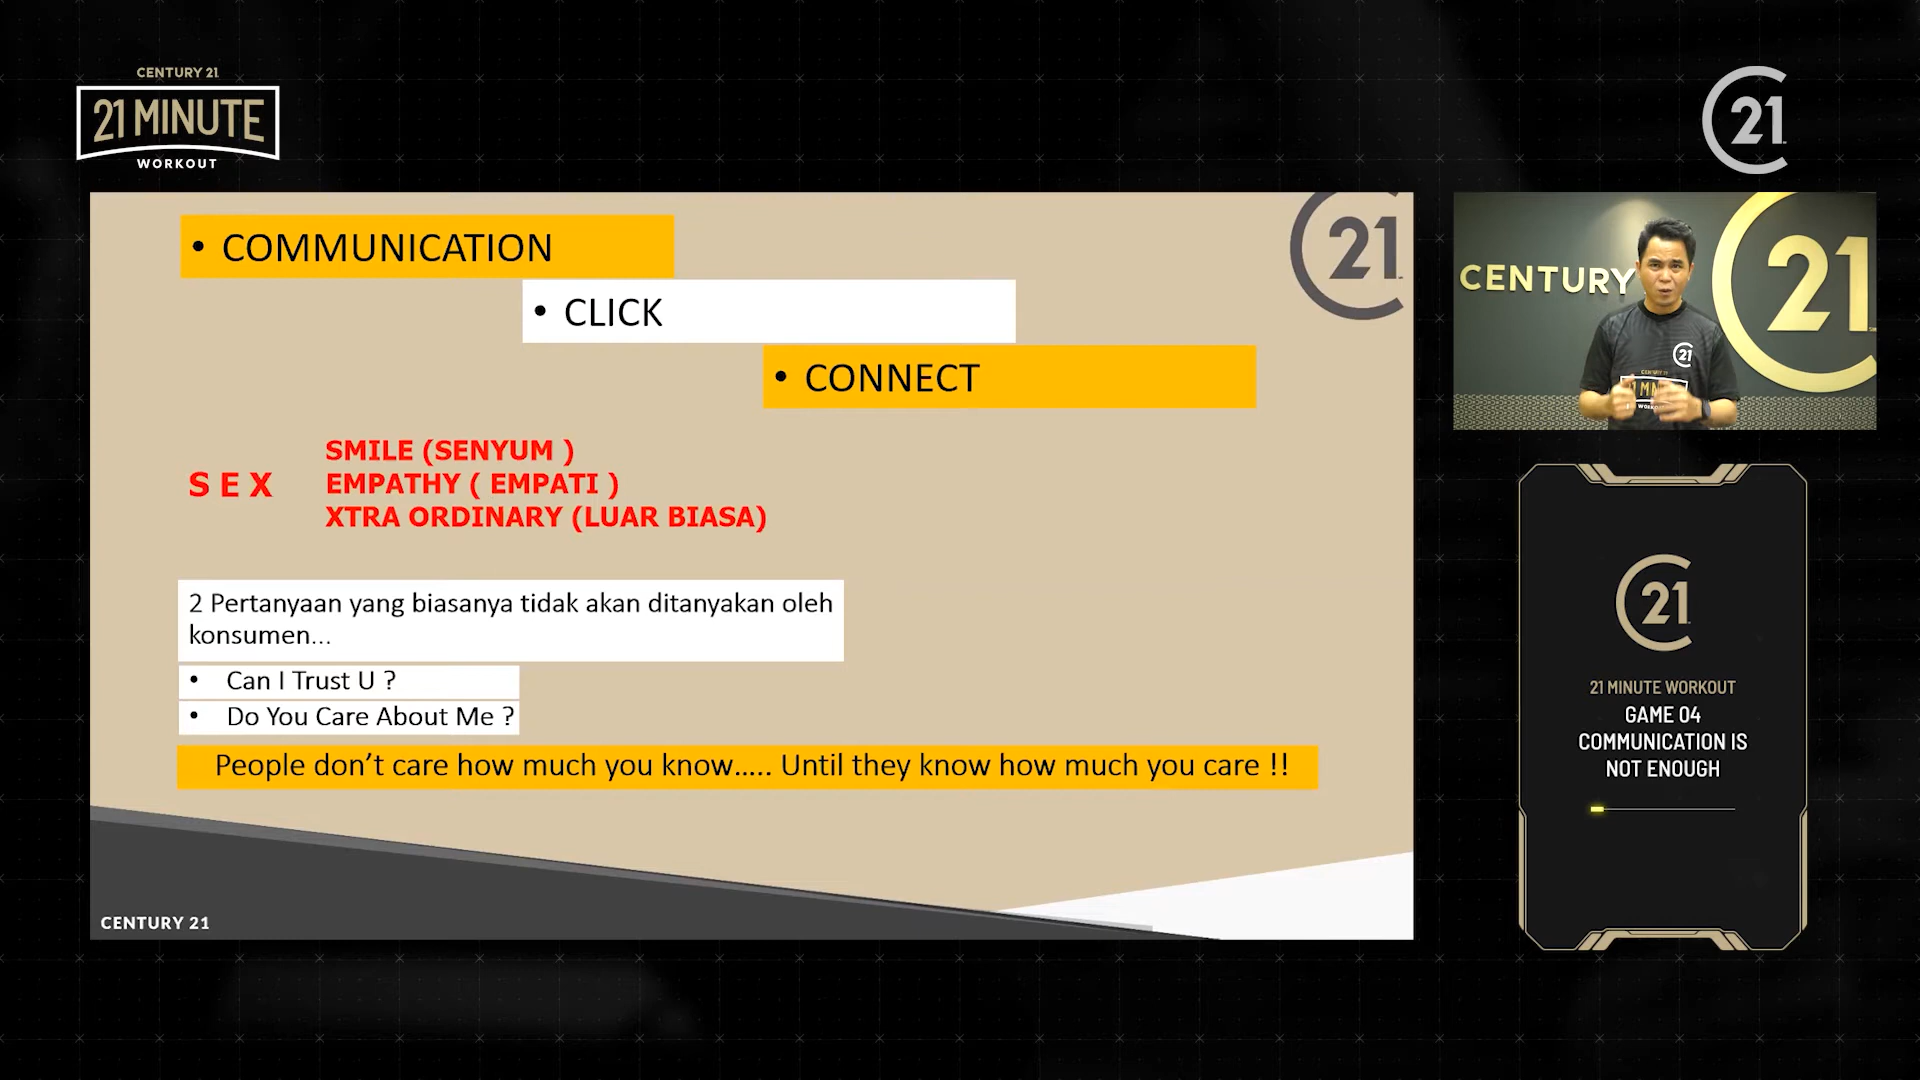 CENTURY 21
21 MINUTE
WORKOUT
21
• COMMUNICATION
• CLICK
• CONNECT
21
S E X
SMILE (SENYUM )
EMPATHY ( EMPATI )
XTRA ORDINARY (LUAR BIASA)
2 Pertanyaan yang biasanya tidak akan ditanyakan oleh
konsumen...
• Can I Trust U ?
• Do You Care About Me ?
People don’t care how much you know..... Until they know how much you care !!
CENTURY 21
CENTURY 21
21
21
21 MINUTE WORKOUT
GAME 04
COMMUNICATION IS
NOT ENOUGH